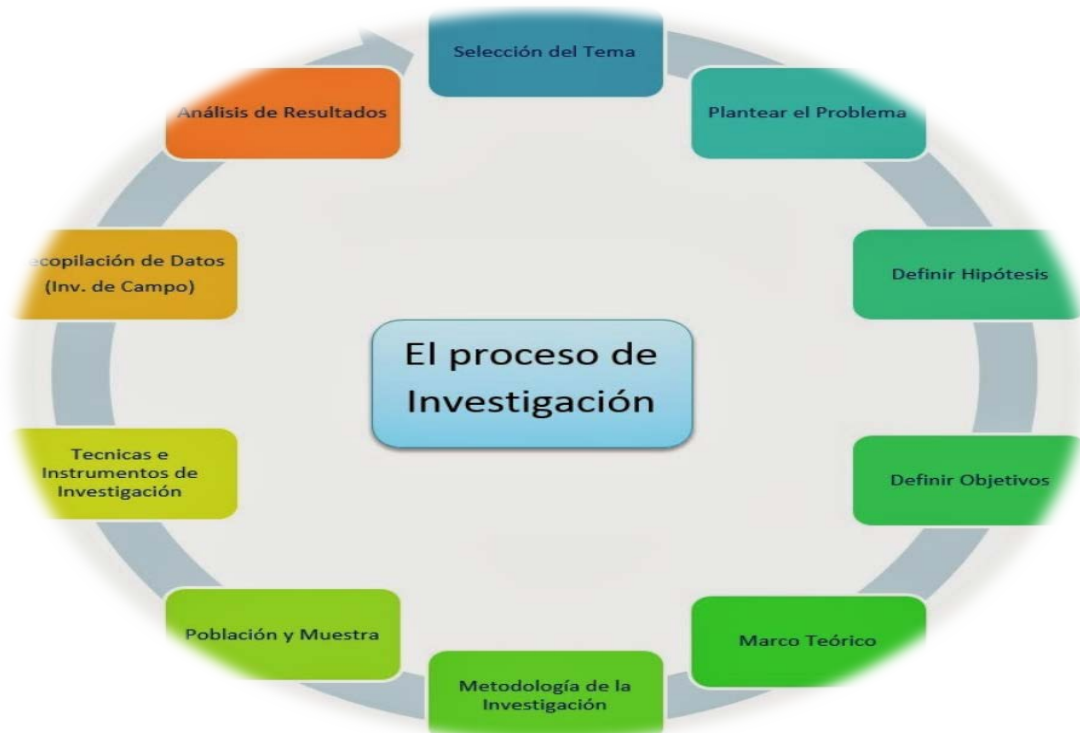 El proceso de
Investigación
Selección del Tema
Plantear el Problema
Definir Hipótesis
Definir Objetivos
Marco Teórico
Metodología de la
Investigación
Población y Muestra
Tecnicas e
Instrumentos de
Investigación
ecopilación de Datos
(Inv. de Campo)
Análisis de Resultados